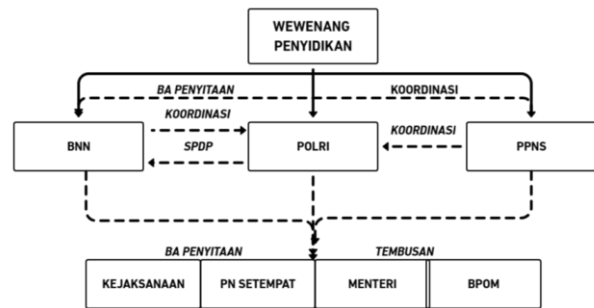 WEWENANG
PENYIDIKAN
BA PENYITAAN
KOORDINASI
KOORDINASI
BNN
SPDP
POLRI
KOORDINASI
PPNS
BA PENYITAAN
TEMBUSAN
KEJAKSANAAN
PN SETEMPAT
MENTERI
BPOM